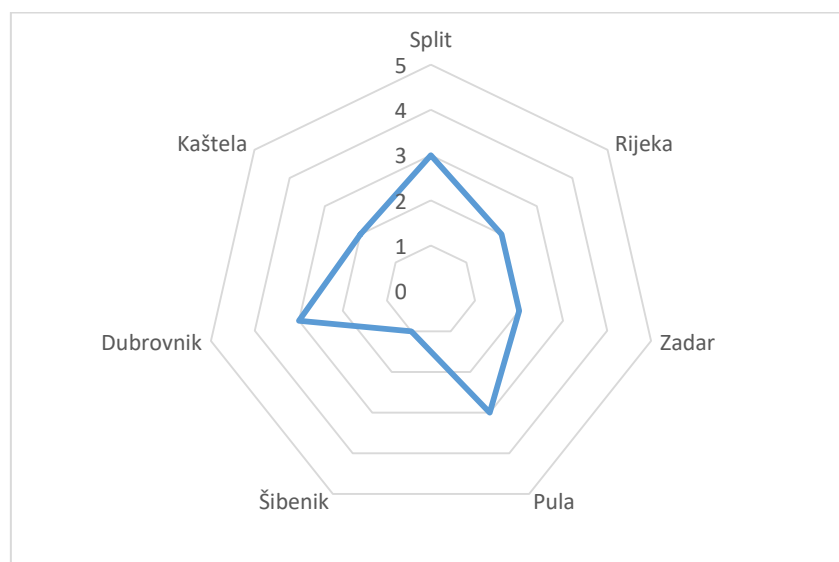 Split
5
4
3
2
1
0
Rijeka
Zadar
Pula
Šibenik
Dubrovnik
Kaštela